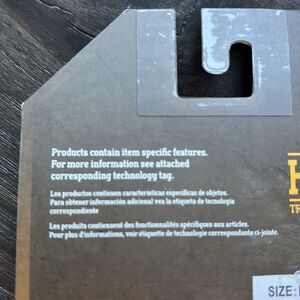 Products contain item specific features.
For more information see attached
corresponding technology tag.
Los productos contienen características específicas de objetos.
Para obtener información adicional vea la etiqueta de tecnología
correspondiente
Les produits contiennent des fonctionnalités spécifiques aux articles.
Pour plus d'informations, voir étiquette de technologie correspondante ci-jointe.
H
TR
SIZE: